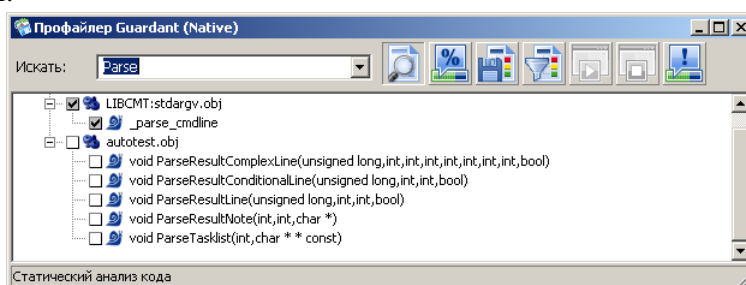 Профайлер Guardant (Native)
Искать: Parse
%
LIBCMT:stdargv.obj
_parse_cmdline
autotest.obj
void ParseResultComplexLine(unsigned long,int,int,int,int,int,int,int,bool)
void ParseResultConditionalLine(unsigned long,int,int,bool)
void ParseResultLine(unsigned long,int,int,bool)
void ParseResultNote(int,int,char *)
void ParseTasklist(int,char * * const)
Статический анализ кода